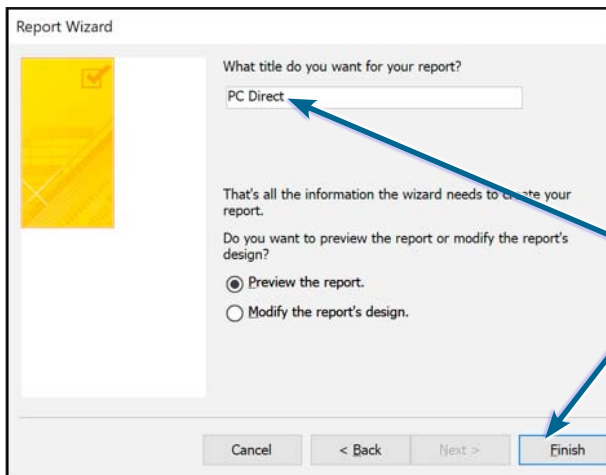 Report Wizard
What title do you want for your report?
PC Direct
That's all the information the wizard needs to create your
report.
Do you want to preview the report or modify the report's
design?
Preview the report.
Modify the report's design.
Cancel
< Back
Next >
Finish